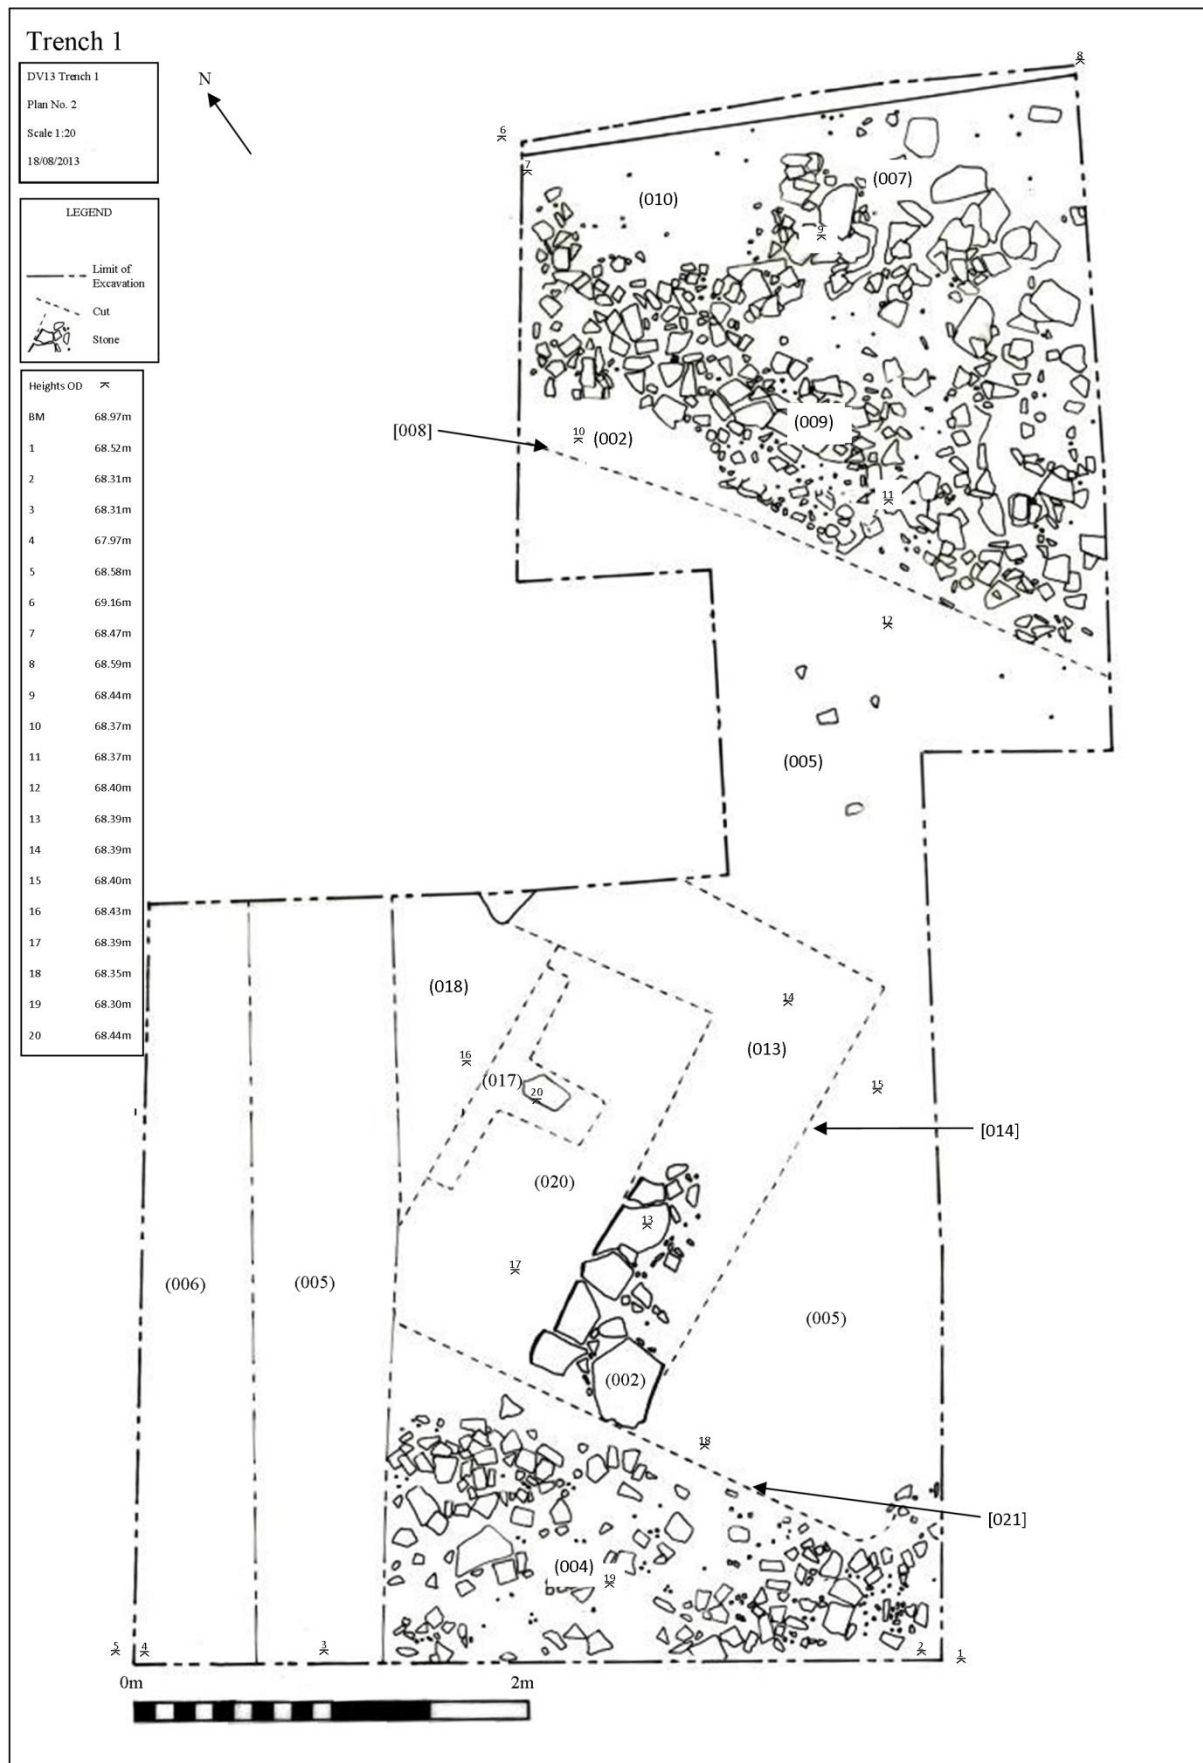 Trench 1
DV13 Trench 1
Plan No. 2
Scale 1:20
18/08/2013
N
LEGEND
Limit of
Excavation
Cut
Stone
Heights OD
BM 68.97m
1 68.52m
2 68.31m
3 68.31m
4 67.97m
5 68.58m
6 69.16m
7 68.47m
8 68.59m
9 68.44m
10 68.37m
11 68.37m
12 68.40m
13 68.39m
14 68.39m
15 68.40m
16 68.43m
17 68.39m
18 68.35m
19 68.30m
20 68.44m
8
6
7
(007)
(010)
9
(009)
[008]
10
(002)
11
12
(005)
(018)
14
(013)
16
(017)
20
15
[014]
(020)
13
17
(006)
(005)
(005)
(002)
18
[021]
(004)
19
5
4
3
2
1
0m
2m